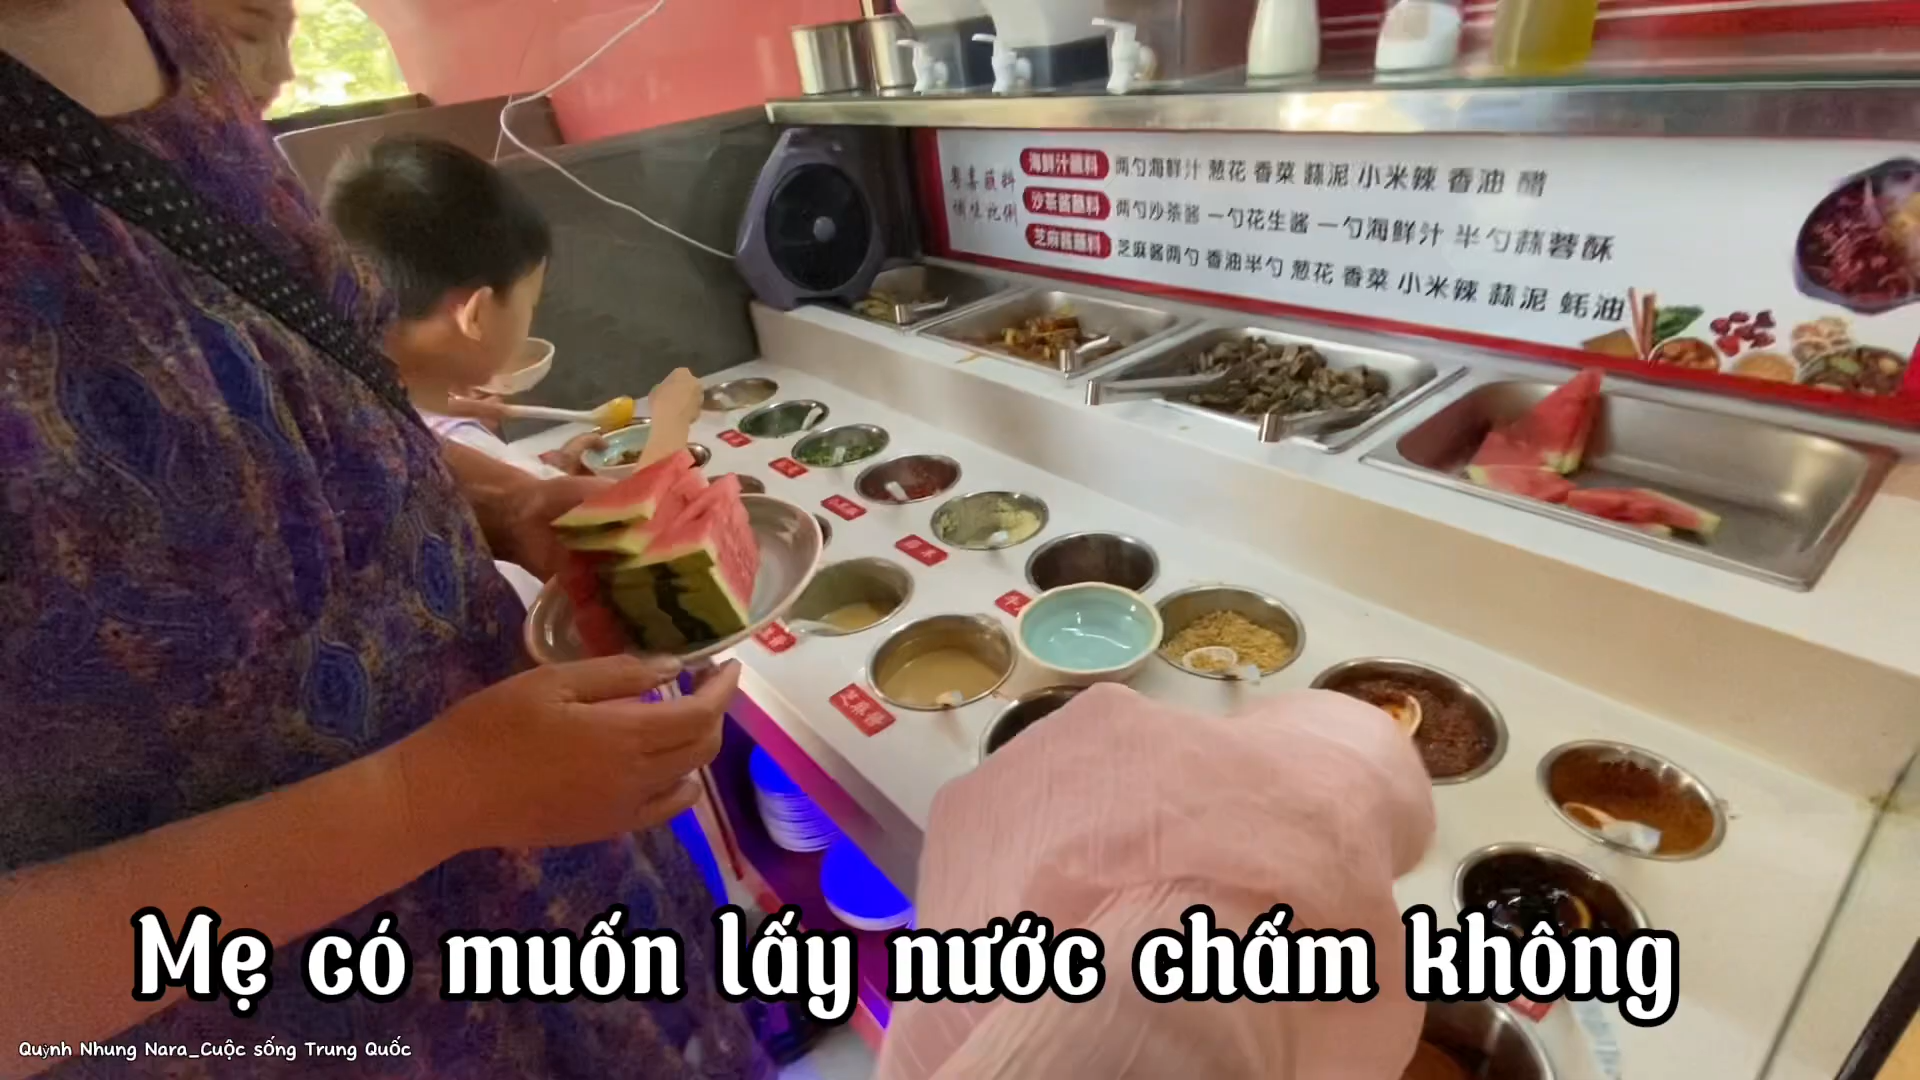 粤素蘸料
调味比例
海鲜汁蘸料 两勺海鲜汁 葱花 香菜 蒜泥 小米辣 香油 醋
沙茶酱蘸料 两勺沙茶酱 一勺花生酱 一勺海鲜汁 半勺蒜蓉酥
芝麻酱蘸料 芝麻酱两勺 香油半勺 葱花 香菜 小米辣 蒜泥 蚝油
芝麻酱
Mẹ có muốn lấy nước chấm không
Quỳnh Nhung Nara_Cuộc sống Trung Quốc